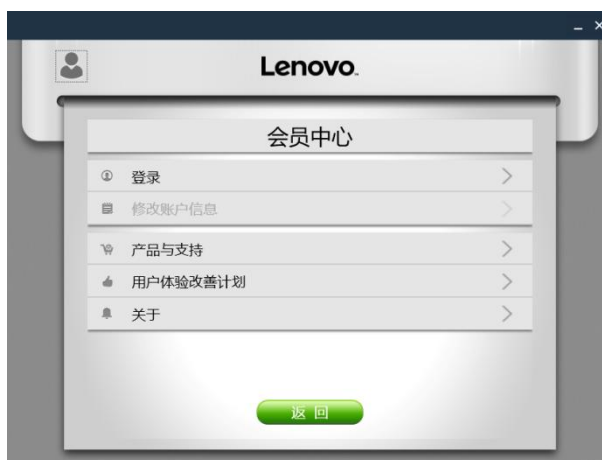 Lenovo
会员中心
登录
修改账户信息
产品与支持
用户体验改善计划
关于
返回